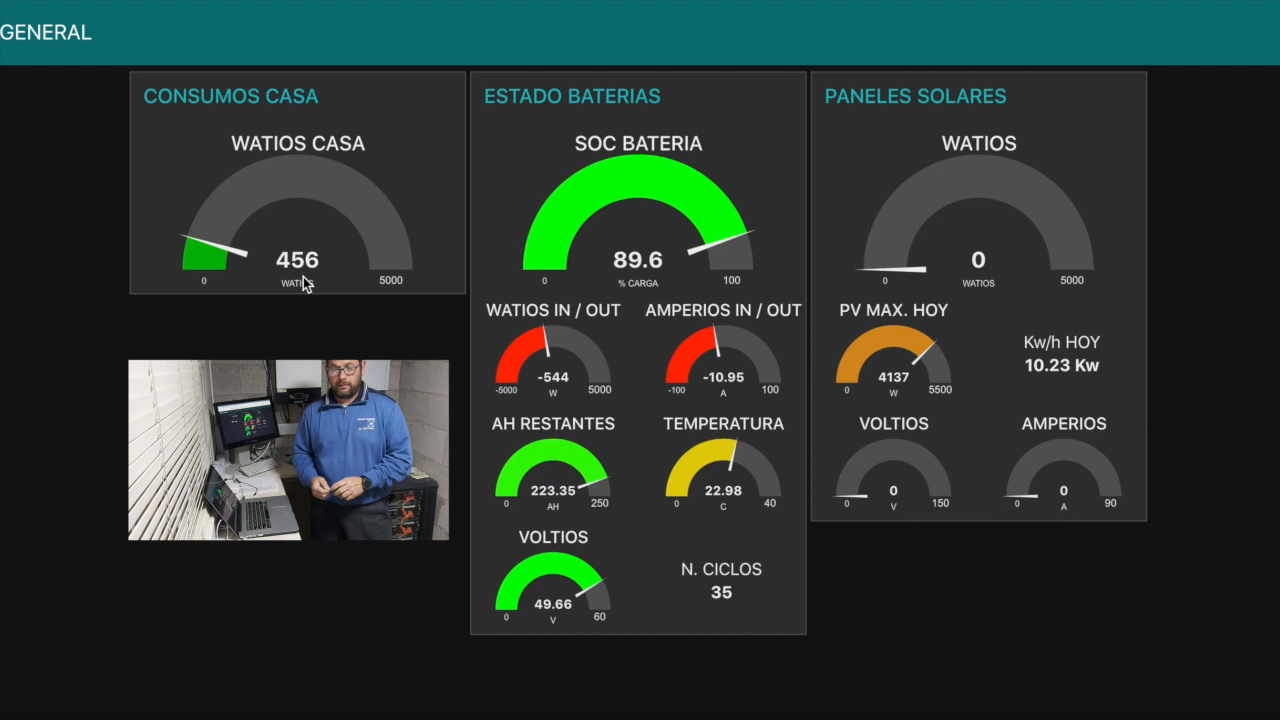 GENERAL
CONSUMOS CASA
WATIOS CASA
456
0
WATIOS
5000
ESTADO BATERIAS
SOC BATERIA
89.6
0
% CARGA
100
WATIOS IN / OUT
-544
-5000
W
5000
AMPERIOS IN / OUT
-10.95
-100
A
100
AH RESTANTES
223.35
0
AH
250
TEMPERATURA
22.98
0
C
40
VOLTIOS
49.66
0
V
60
N. CICLOS
35
PANELES SOLARES
WATIOS
0
0
WATIOS
5000
PV MAX. HOY
4137
0
W
5500
Kw/h HOY
10.23 Kw
VOLTIOS
0
0
V
150
AMPERIOS
0
0
A
90